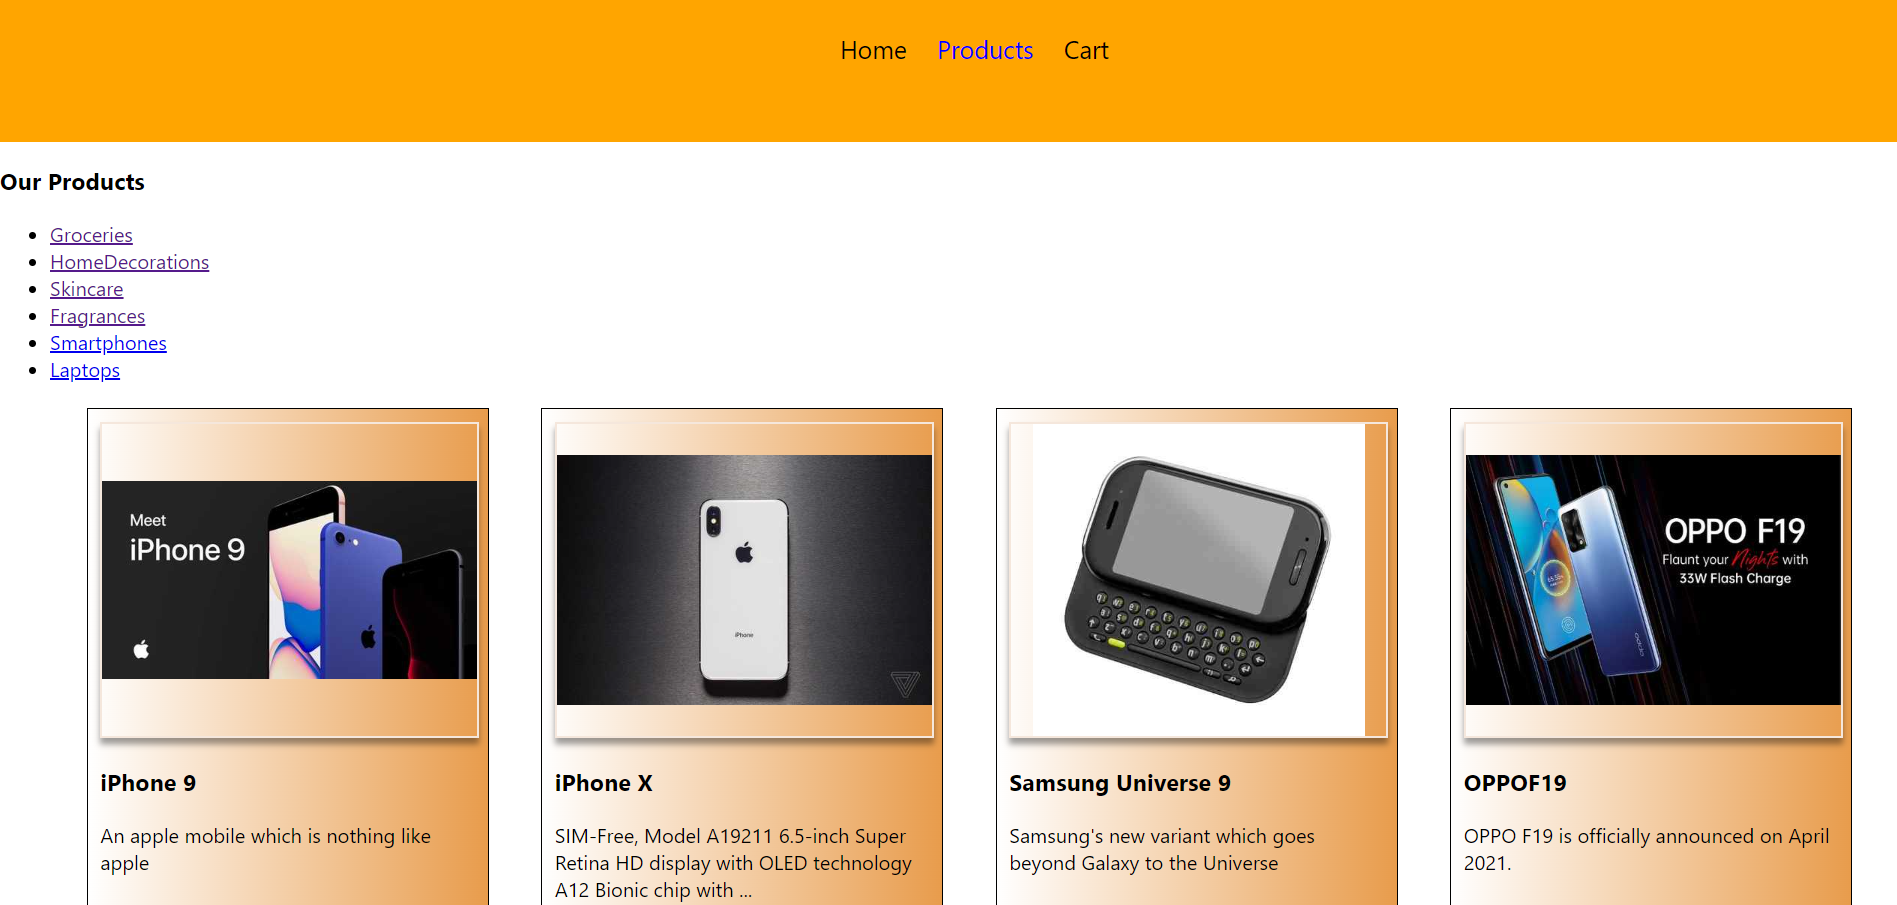 Home Products Cart
Our Products
Groceries
HomeDecorations
Skincare
Fragrances
Smartphones
Laptops
Meet
iPhone 9
iPhone
OPPO F19
Flaunt your Nights with
33W Flash Charge
oppo
iPhone 9
An apple mobile which is nothing like
apple
iPhone X
SIM-Free, Model A19211 6.5-inch Super
Retina HD display with OLED technology
A12 Bionic chip with ...
Samsung Universe 9
Samsung's new variant which goes
beyond Galaxy to the Universe
OPPOF19
OPPO F19 is officially announced on April
2021.